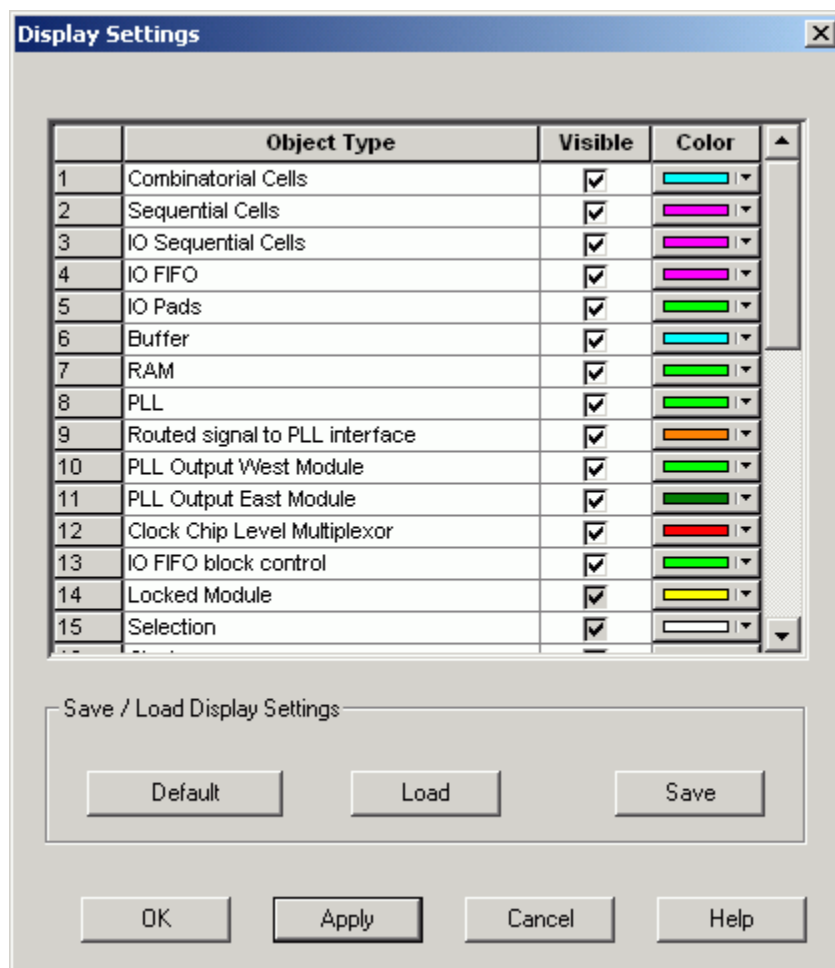 Display Settings
Object Type Visible Color
1 Combinatorial Cells
2 Sequential Cells
3 IO Sequential Cells
4 IO FIFO
5 IO Pads
6 Buffer
7 RAM
8 PLL
9 Routed signal to PLL interface
10 PLL Output West Module
11 PLL Output East Module
12 Clock Chip Level Multiplexor
13 IO FIFO block control
14 Locked Module
15 Selection
Save / Load Display Settings
Default Load Save
OK Apply Cancel Help